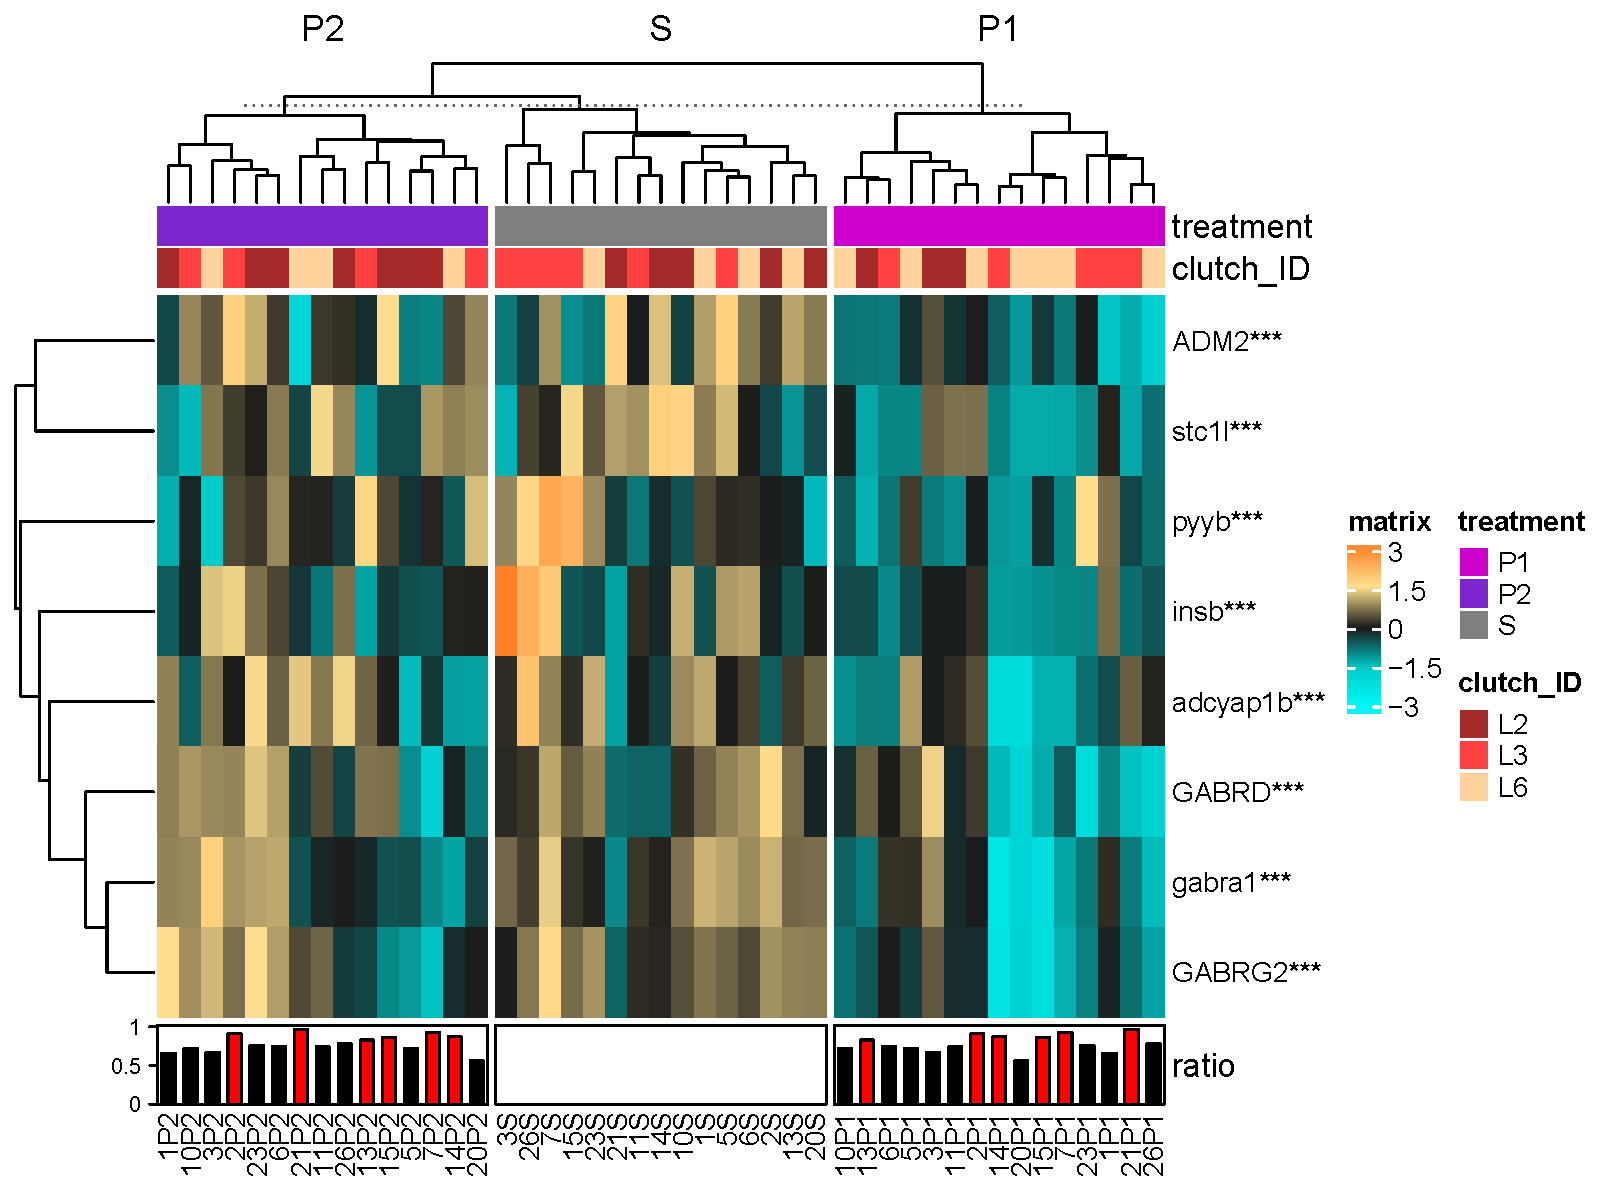 P2 S P1
treatment
clutch_ID
ADM2***
stc1l***
pyyb***
insb***
adcyap1b***
GABRD***
gabra1***
GABRG2***
matrix
3
1.5
0
−1.5
−3
treatment
P1
P2
S
clutch_ID
L2
L3
L6
1
0.5
0
ratio
1P2 10P2 3P2 2P2 23P2 6P2 21P2 11P2 26P2 13P2 15P2 5P2 7P2 14P2 20P2
3S 26S 7S 15S 23S 21S 11S 14S 10S 1S 5S 6S 2S 13S 20S
10P1 13P1 6P1 5P1 3P1 11P1 2P1 14P1 20P1 15P1 7P1 23P1 1P1 21P1 26P1